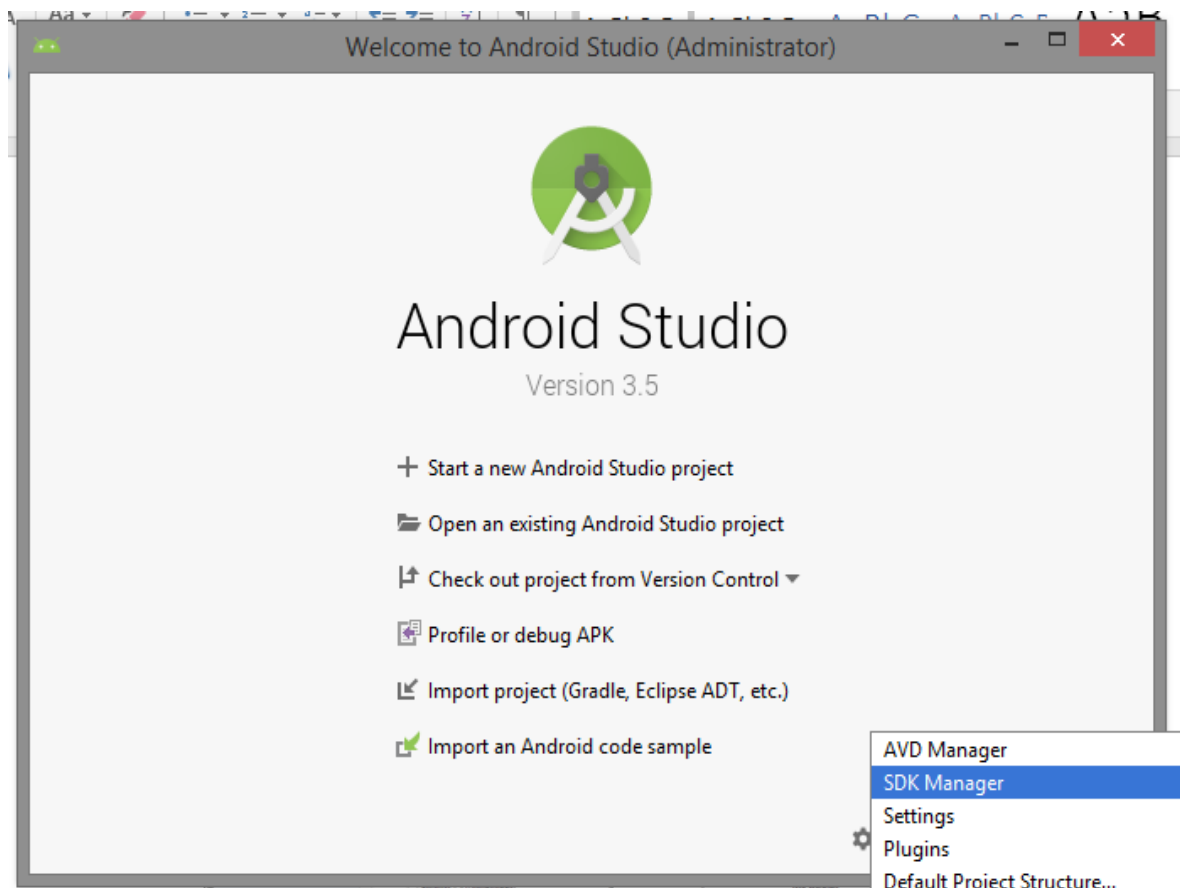 Welcome to Android Studio (Administrator)
Android Studio
Version 3.5
Start a new Android Studio project
Open an existing Android Studio project
Check out project from Version Control
Profile or debug APK
Import project (Gradle, Eclipse ADT, etc.)
Import an Android code sample
AVD Manager
SDK Manager
Settings
Plugins
Default Project Structure...